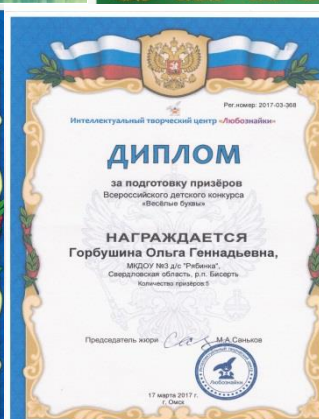 Рег.номер: 2017-03-368
Интеллектуальный творческий центр «Любознайки»
ДИПЛОМ
за подготовку призёров
Всероссийского детского конкурса
«Весёлые буквы»
НАГРАЖДАЕТСЯ
Горбушина Ольга Геннадьевна,
МКДОУ №3 д/с "Рябинка",
Свердловская область, р.п. Бисерть
Количество призёров:5
Председатель жюри М.А.Саньков
Любознайки
17 марта 2017 г.
г. Омск